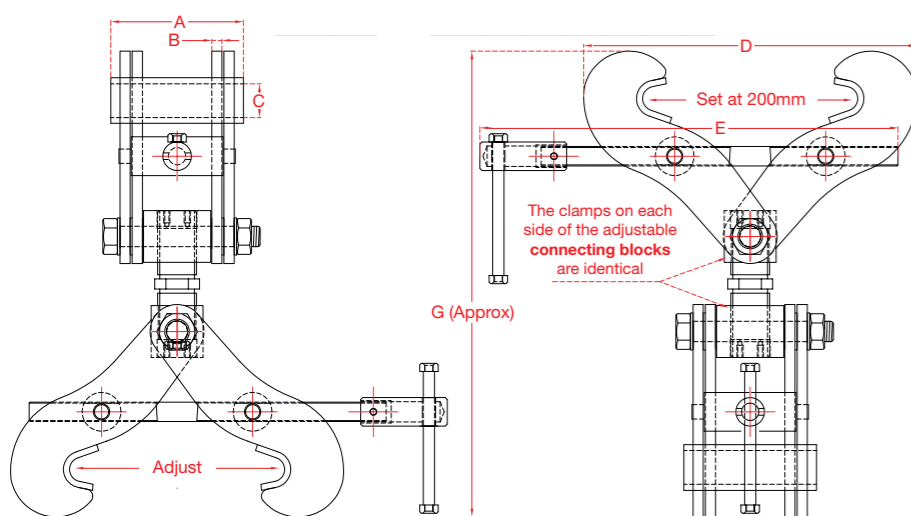 A
B
C
D
Set at 200mm
E
The clamps on each
side of the adjustable
connecting blocks
are identical
G (Approx)
Adjust